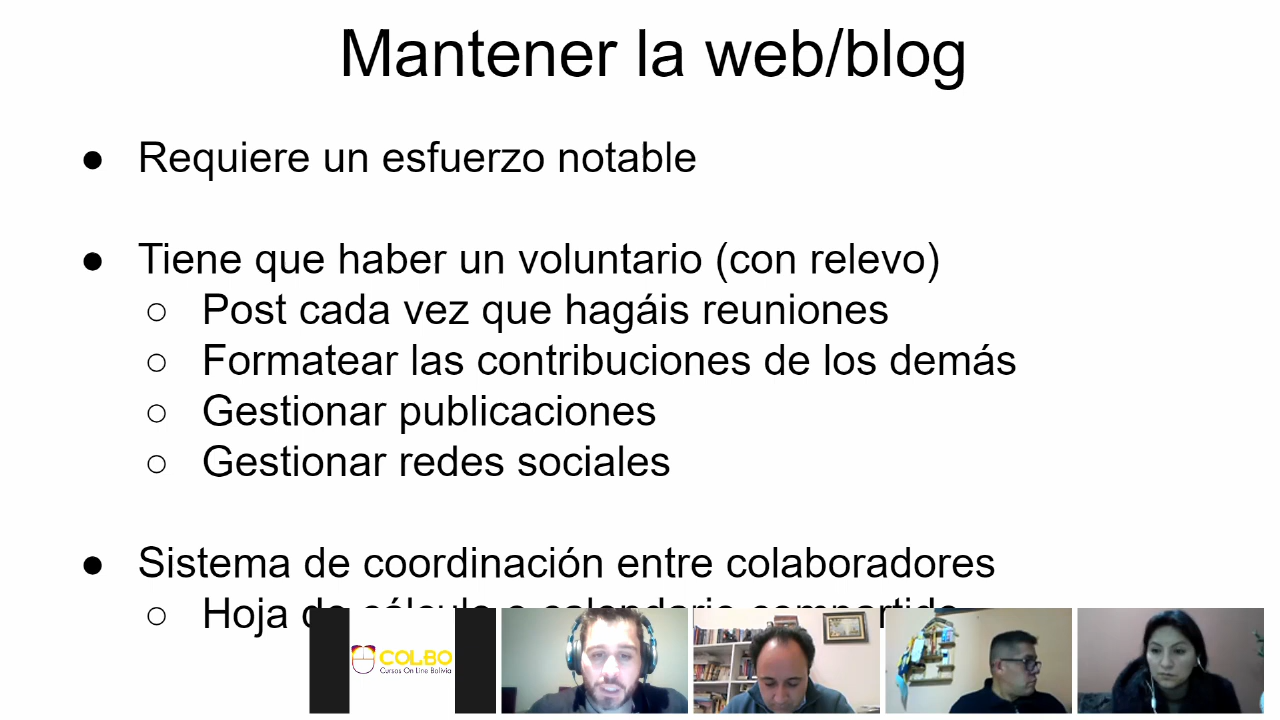 Mantener la web/blog
● Requiere un esfuerzo notable
● Tiene que haber un voluntario (con relevo)
○ Post cada vez que hagáis reuniones
○ Formatear las contribuciones de los demás
○ Gestionar publicaciones
○ Gestionar redes sociales
● Sistema de coordinación entre colaboradores
○ Hoja de cálculo o calendario compartido
COLBO
Cursos On Line Bolivia